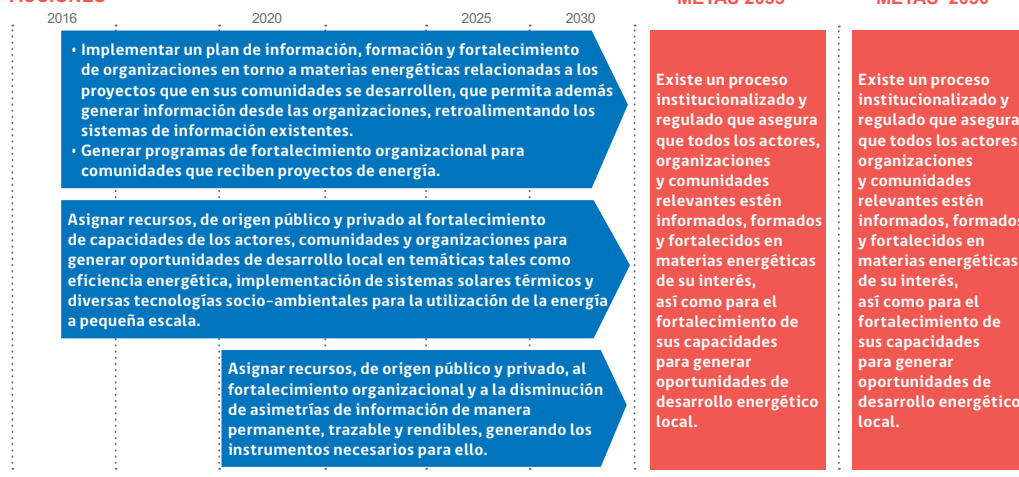 ACCIONES
METAS 2035
METAS 2050
2016
2020
2025
2030
• Implementar un plan de información, formación y fortalecimiento
de organizaciones en torno a materias energéticas relacionadas a los
proyectos que en sus comunidades se desarrollen, que permita además
generar información desde las organizaciones, retroalimentando los
sistemas de información existentes.
• Generar programas de fortalecimiento organizacional para
comunidades que reciben proyectos de energía.
Asignar recursos, de origen público y privado al fortalecimiento
de capacidades de los actores, comunidades y organizaciones para
generar oportunidades de desarrollo local en temáticas tales como
eficiencia energética, implementación de sistemas solares térmicos y
diversas tecnologías socio-ambientales para la utilización de la energía
a pequeña escala.
Asignar recursos, de origen público y privado, al
fortalecimiento organizacional y a la disminución
de asimetrías de información de manera
permanente, trazable y rendibles, generando los
instrumentos necesarios para ello.
Existe un proceso
institucionalizado y
regulado que asegura
que todos los actores,
organizaciones
y comunidades
relevantes estén
informados, formados
y fortalecidos en
materias energéticas
de su interés,
así como para el
fortalecimiento de
sus capacidades
para generar
oportunidades de
desarrollo energético
local.
Existe un proceso
institucionalizado y
regulado que asegura
que todos los actores,
organizaciones
y comunidades
relevantes estén
informados, formados
y fortalecidos en
materias energéticas
de su interés,
así como para el
fortalecimiento de
sus capacidades
para generar
oportunidades de
desarrollo energético
local.